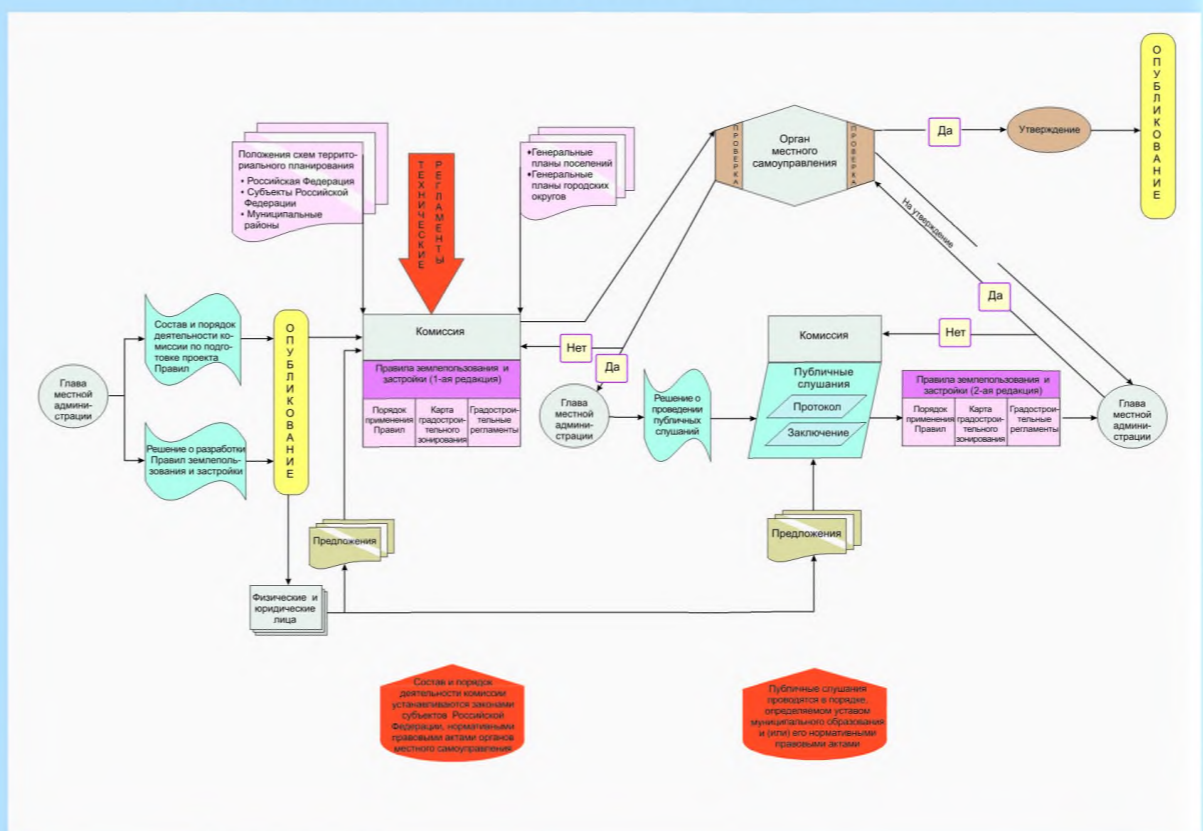 ОПУБЛИКОВАНИЕ
Положения схем террито-
риального планирования
• Российская Федерация
• Субъекты Российской
Федерации
• Муниципальные
районы
ТЕХНИЧЕСКИЕ
РЕГЛАМЕНТЫ
•Генеральные
планы поселений
•Генеральные
планы городских
округов
ПРОВЕРКА
Орган
местного
самоуправления
ПРОВЕРКА
Да
Утверждение
На утверждение
Состав и порядок
деятельности ко-
миссии по подго-
товке проекта
Правил
ОПУБЛИКОВАНИЕ
Глава
местной
админи-
страции
Решение о разработки
Правил землеполь-
зования и застройки
Комиссия
Правила землепользования и
застройки (1-ая редакция)
Порядок
применения
Правил
Карта
градострои-
тельного
зонирования
Градострои-
тельные
регламенты
Нет
Да
Глава
местной
админи-
страции
Решение о
проведении
публичных
слушаний
Комиссия
Публичные
слушания
Протокол
Заключение
Да
Нет
Правила землепользования и
застройки (2-ая редакция)
Порядок
применения
Правил
Карта
градострои-
тельного
зонирования
Градострои-
тельные
регламенты
Глава
местной
админи-
страции
Предложения
Предложения
Физические и
юридические
лица
Состав и порядок
деятельности комиссии
устанавливаются законами
субъектов Российской
Федерации, нормативными
правовыми актами органов
местного самоуправления
Публичные слушания
проводятся в порядке,
определяемом уставом
муниципального образования
и (или) его нормативными
правовыми актами